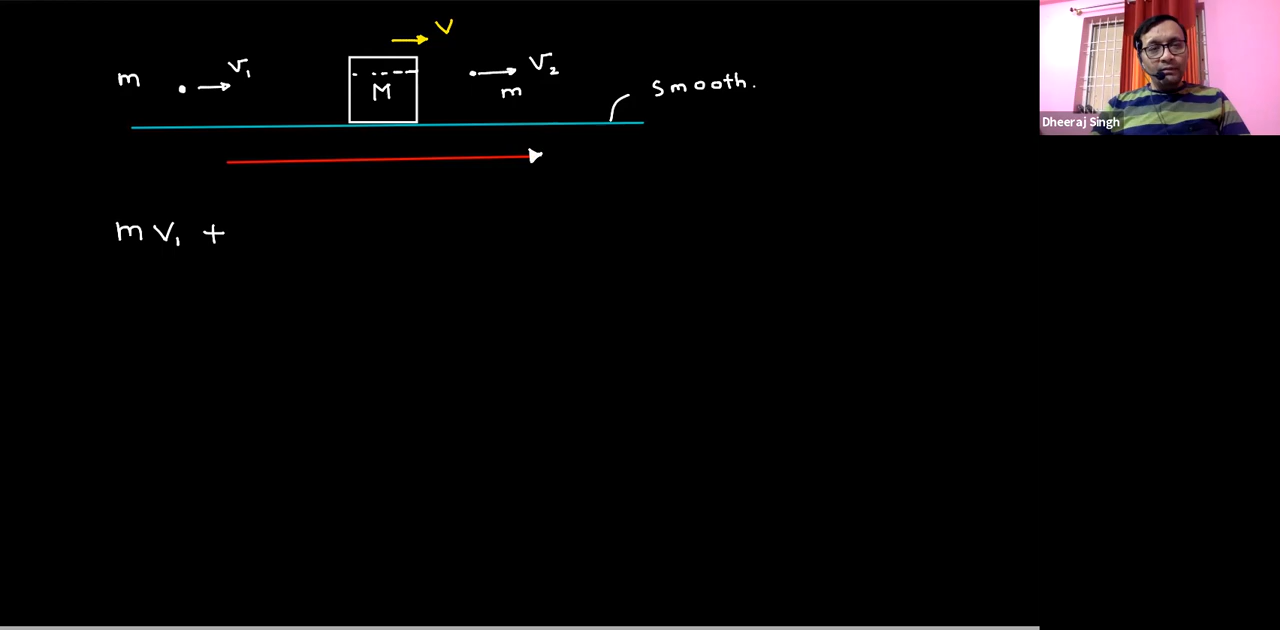 V
m V₁ M V₂ m smooth.
m V₁ +
Dheeraj Singh